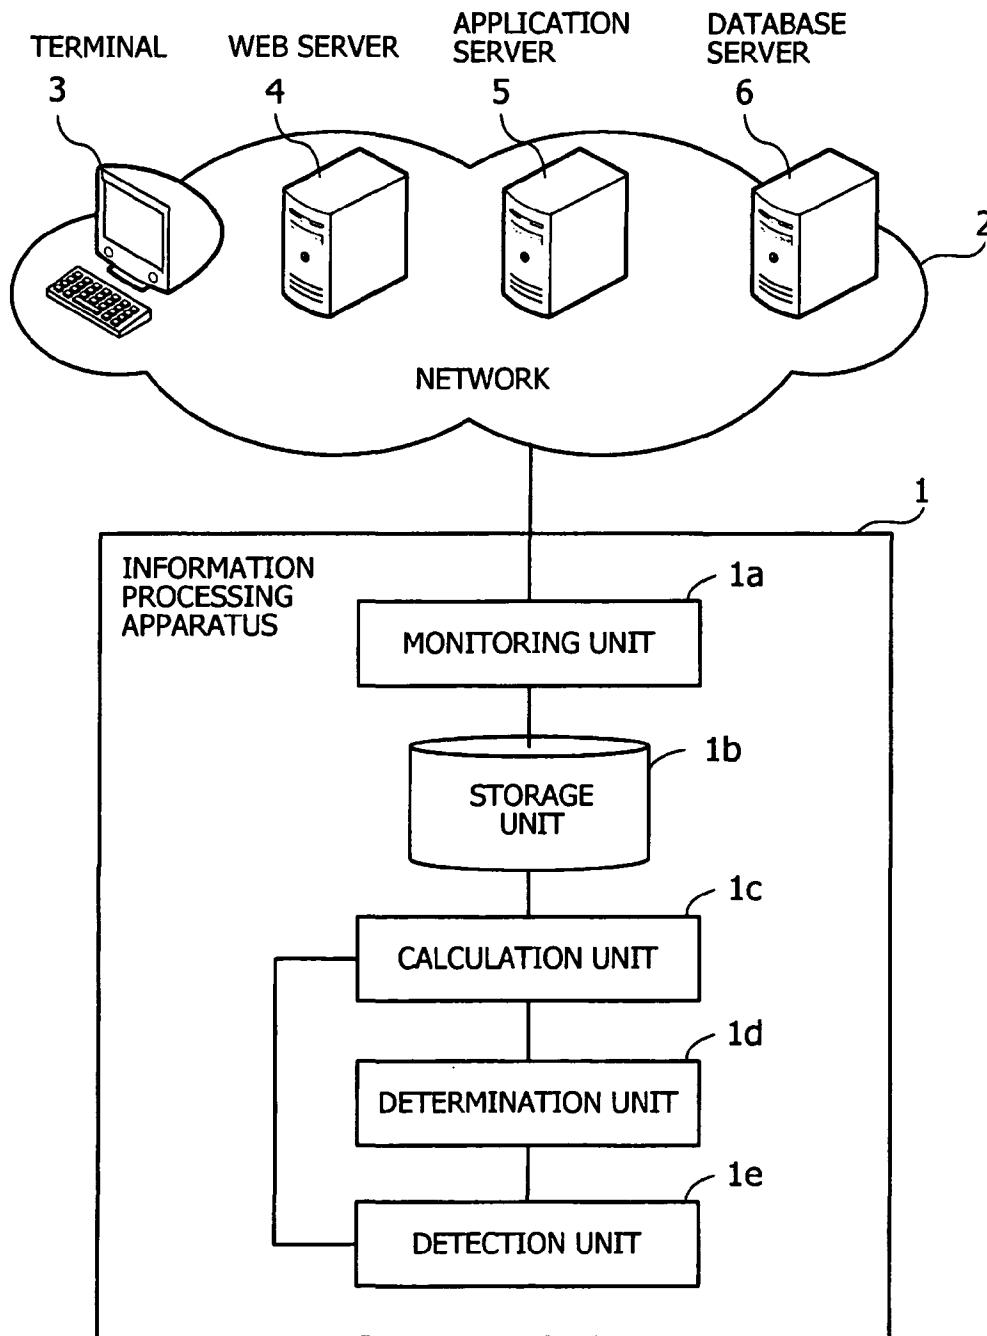 TERMINAL
3
WEB SERVER
4
APPLICATION
SERVER
5
DATABASE
SERVER
6
2
NETWORK
1
INFORMATION
PROCESSING
APPARATUS
1a
MONITORING UNIT
1b
STORAGE
UNIT
1c
CALCULATION UNIT
1d
DETERMINATION UNIT
1e
DETECTION UNIT